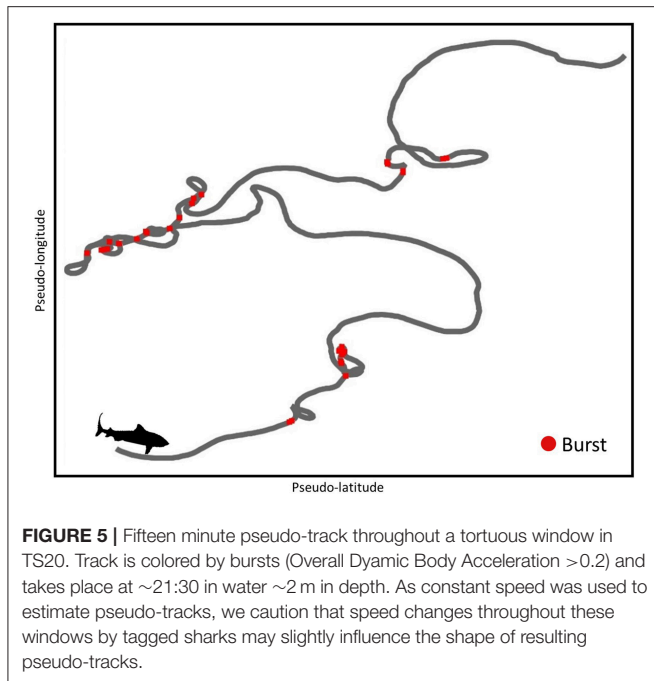 Pseudo-longitude
Burst
Pseudo-latitude
FIGURE 5 | Fifteen minute pseudo-track throughout a tortuous window in
TS20. Track is colored by bursts (Overall Dyamic Body Acceleration >0.2) and
takes place at ~21:30 in water ~2 m in depth. As constant speed was used to
estimate pseudo-tracks, we caution that speed changes throughout these
windows by tagged sharks may slightly influence the shape of resulting
pseudo-tracks.